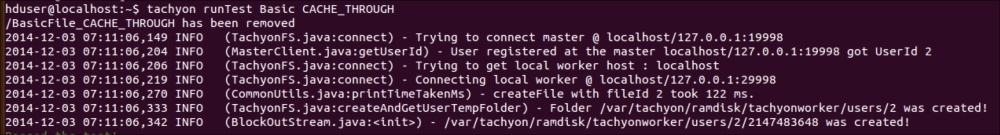 hduser@localhost:~$ tachyon runTest Basic CACHE_THROUGH
/BasicFile_CACHE_THROUGH has been removed
2014-12-03 07:11:06,149 INFO   (TachyonFS.java:connect) - Trying to connect master @ localhost/127.0.0.1:19998
2014-12-03 07:11:06,204 INFO   (MasterClient.java:getUserId) - User registered at the master localhost/127.0.0.1:19998 got UserId 2
2014-12-03 07:11:06,206 INFO   (TachyonFS.java:connect) - Trying to get local worker host : localhost
2014-12-03 07:11:06,219 INFO   (TachyonFS.java:connect) - Connecting local worker @ localhost/127.0.0.1:29998
2014-12-03 07:11:06,270 INFO   (CommonUtils.java:printTimeTakenMs) - createFile with fileId 2 took 122 ms.
2014-12-03 07:11:06,333 INFO   (TachyonFS.java:createAndGetUserTempFolder) - Folder /var/tachyon/ramdisk/tachyonworker/users/2 was created!
2014-12-03 07:11:06,342 INFO   (BlockOutStream.java:<init>) - /var/tachyon/ramdisk/tachyonworker/users/2/2147483648 was created!